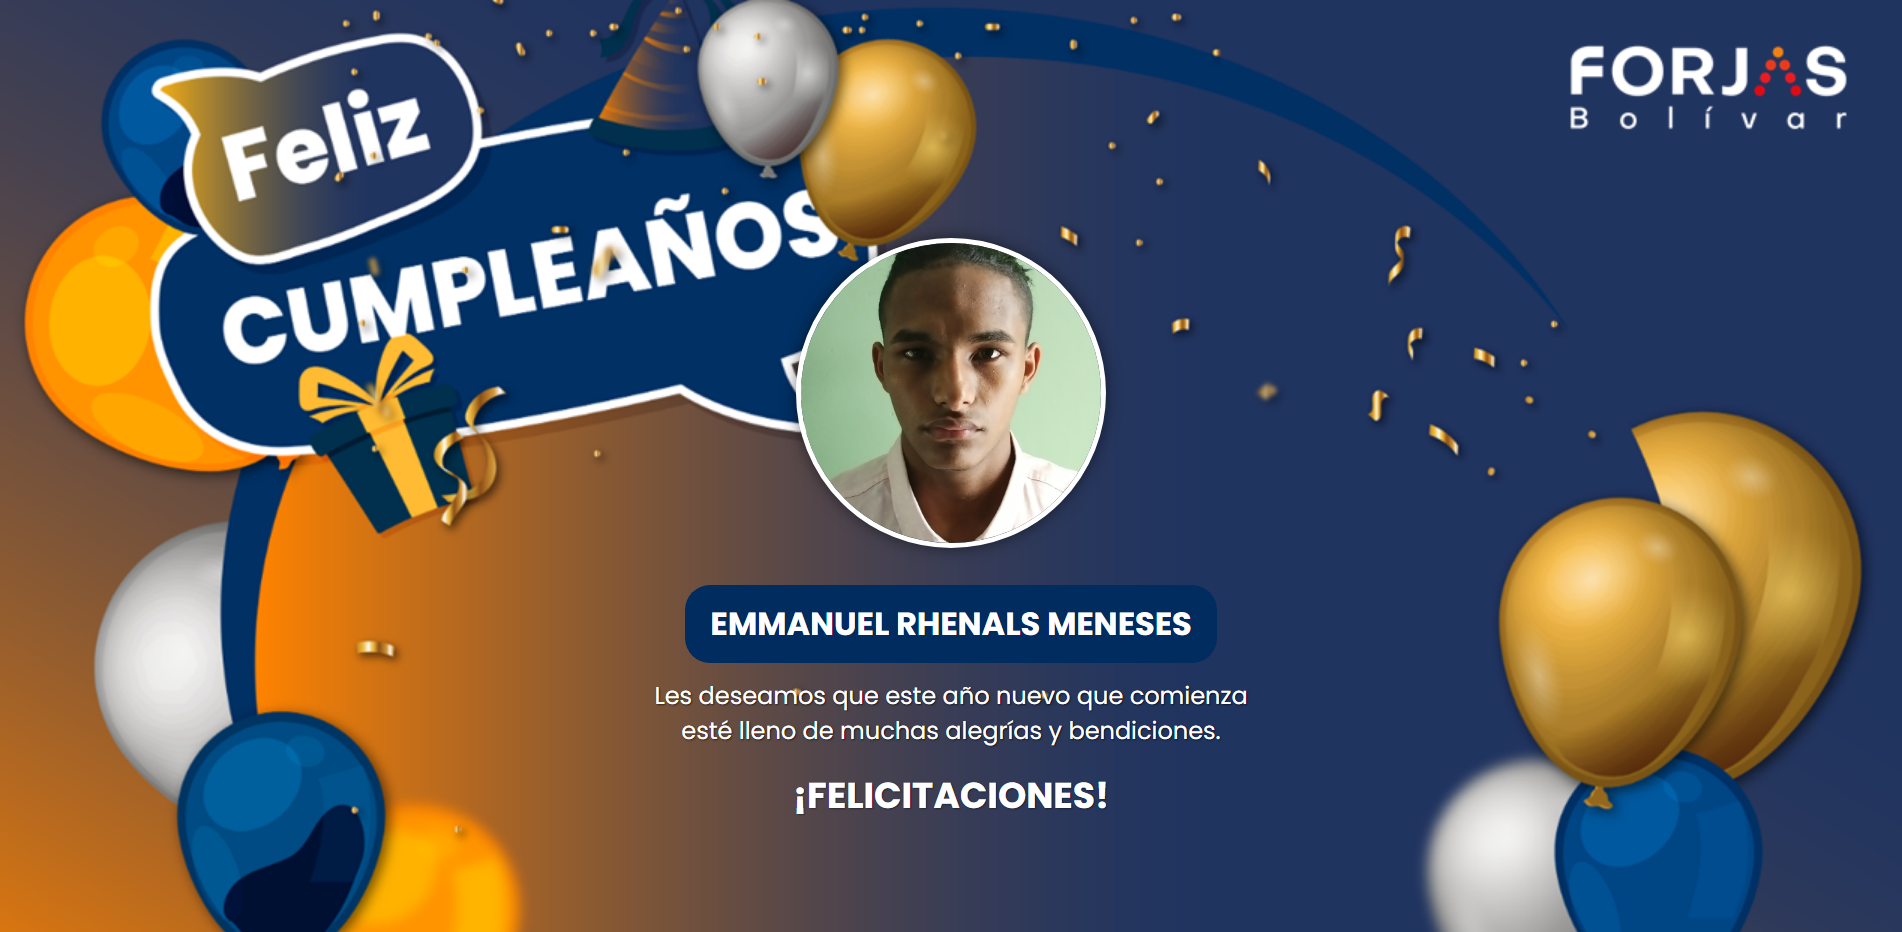 FORJAS
Bolívar
Feliz
CUMPLEAÑOS!
EMMANUEL RHENALS MENESES
Les deseamos que este año nuevo que comienza
esté lleno de muchas alegrías y bendiciones.
¡FELICITACIONES!